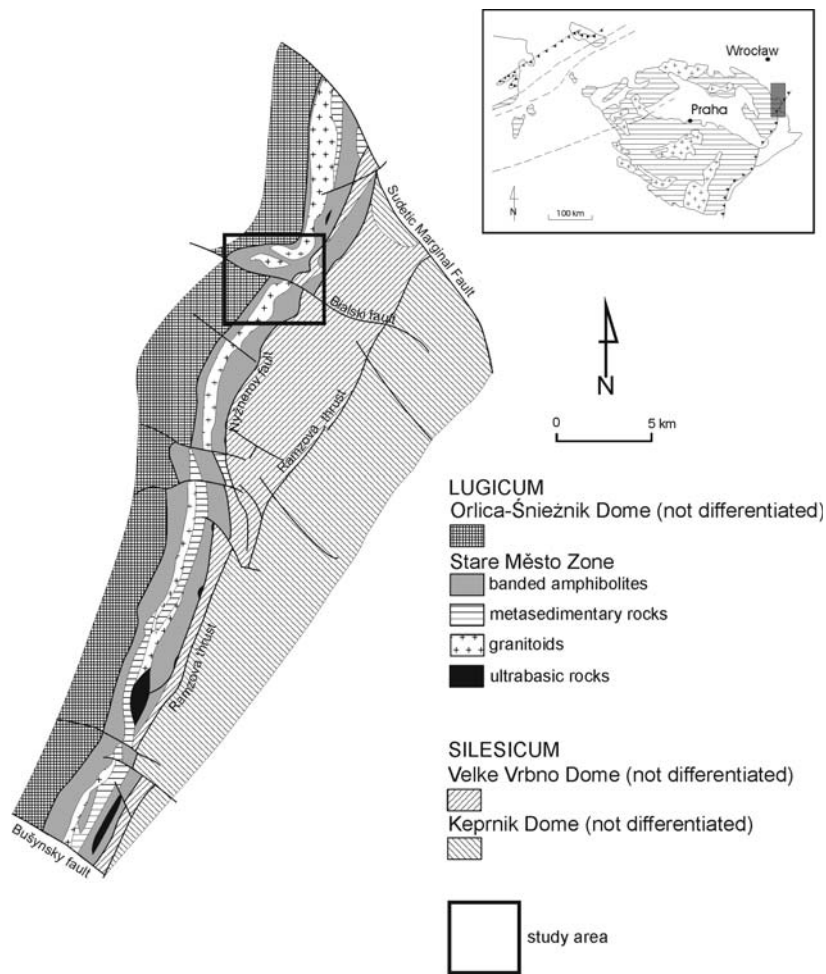 Wrocław
Praha
N
100 km
Sudetic Marginal Fault
Bialski fault
Nyžnerov fault
Ramzova thrust
Ramzova thrust
Bušynsky fault
N
0 5 km
LUGICUM
Orlica-Śnieżnik Dome (not differentiated)
Stare Město Zone
banded amphibolites
metasedimentary rocks
granitoids
ultrabasic rocks
SILESICUM
Velke Vrbno Dome (not differentiated)
Keprnik Dome (not differentiated)
study area